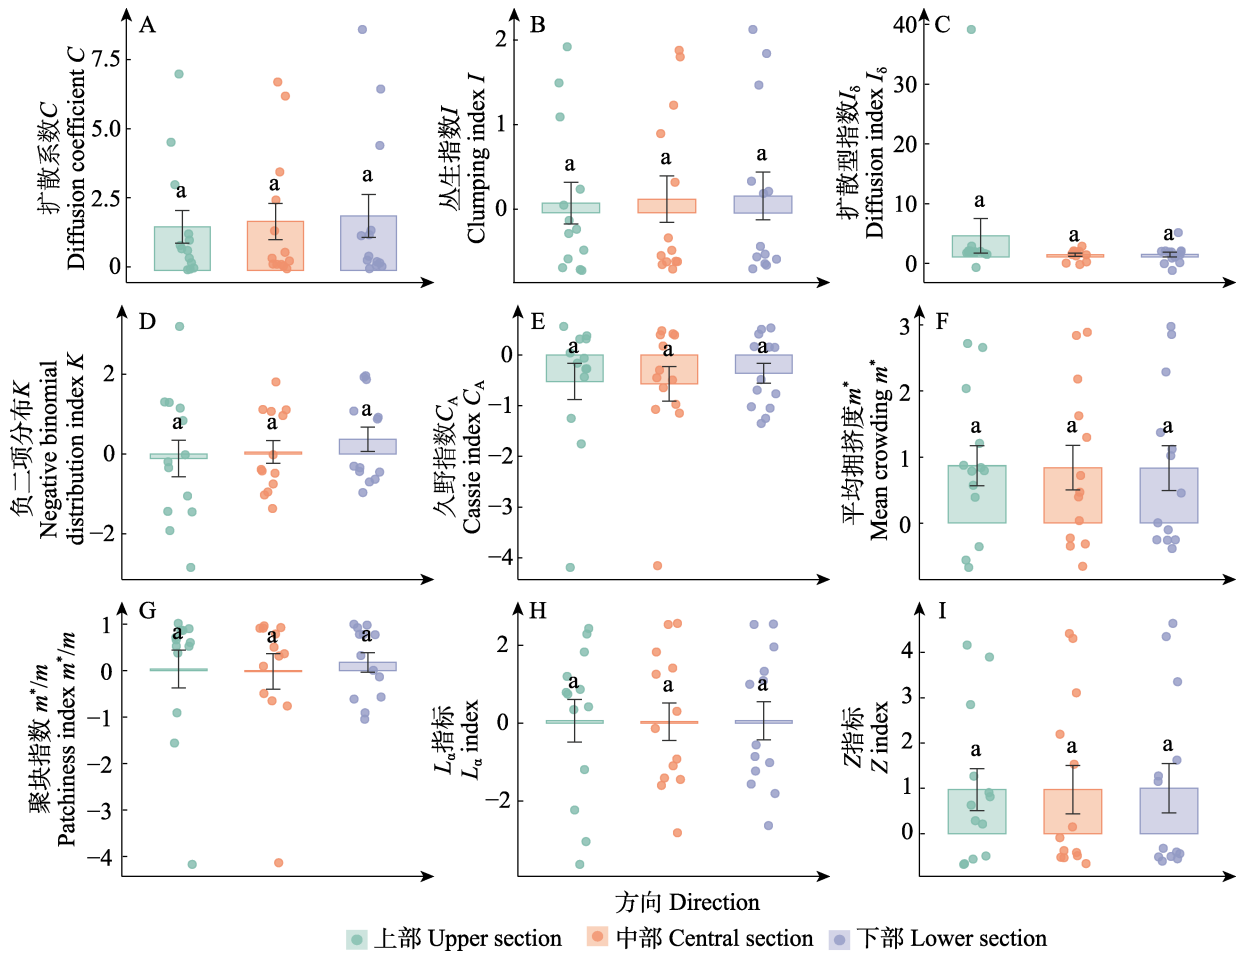 A
扩散系数C
Diffusion coefficient C
7.5
5.0
2.5
0
a
a
a
B
丛生指数I
Clumping index I
2
1
0
a
a
a
C
扩散型指数Iδ
Diffusion index Iδ
40
30
20
10
0
a
a
a
D
负二项分布K
Negative binomial
distribution index K
2
0
−2
a
a
a
E
久野指数CA
Cassie index CA
0
−1
−2
−3
−4
a
a
a
F
平均拥挤度m*
Mean crowding m*
3
2
1
0
a
a
a
G
聚块指数 m*/m
Patchiness index m*/m
1
0
−1
−2
−3
−4
a
a
a
H
Lα指标
Lα index
2
0
−2
a
a
a
I
Z指标
Z index
4
3
2
1
0
a
a
a
方向 Direction
上部 Upper section 中部 Central section 下部 Lower section